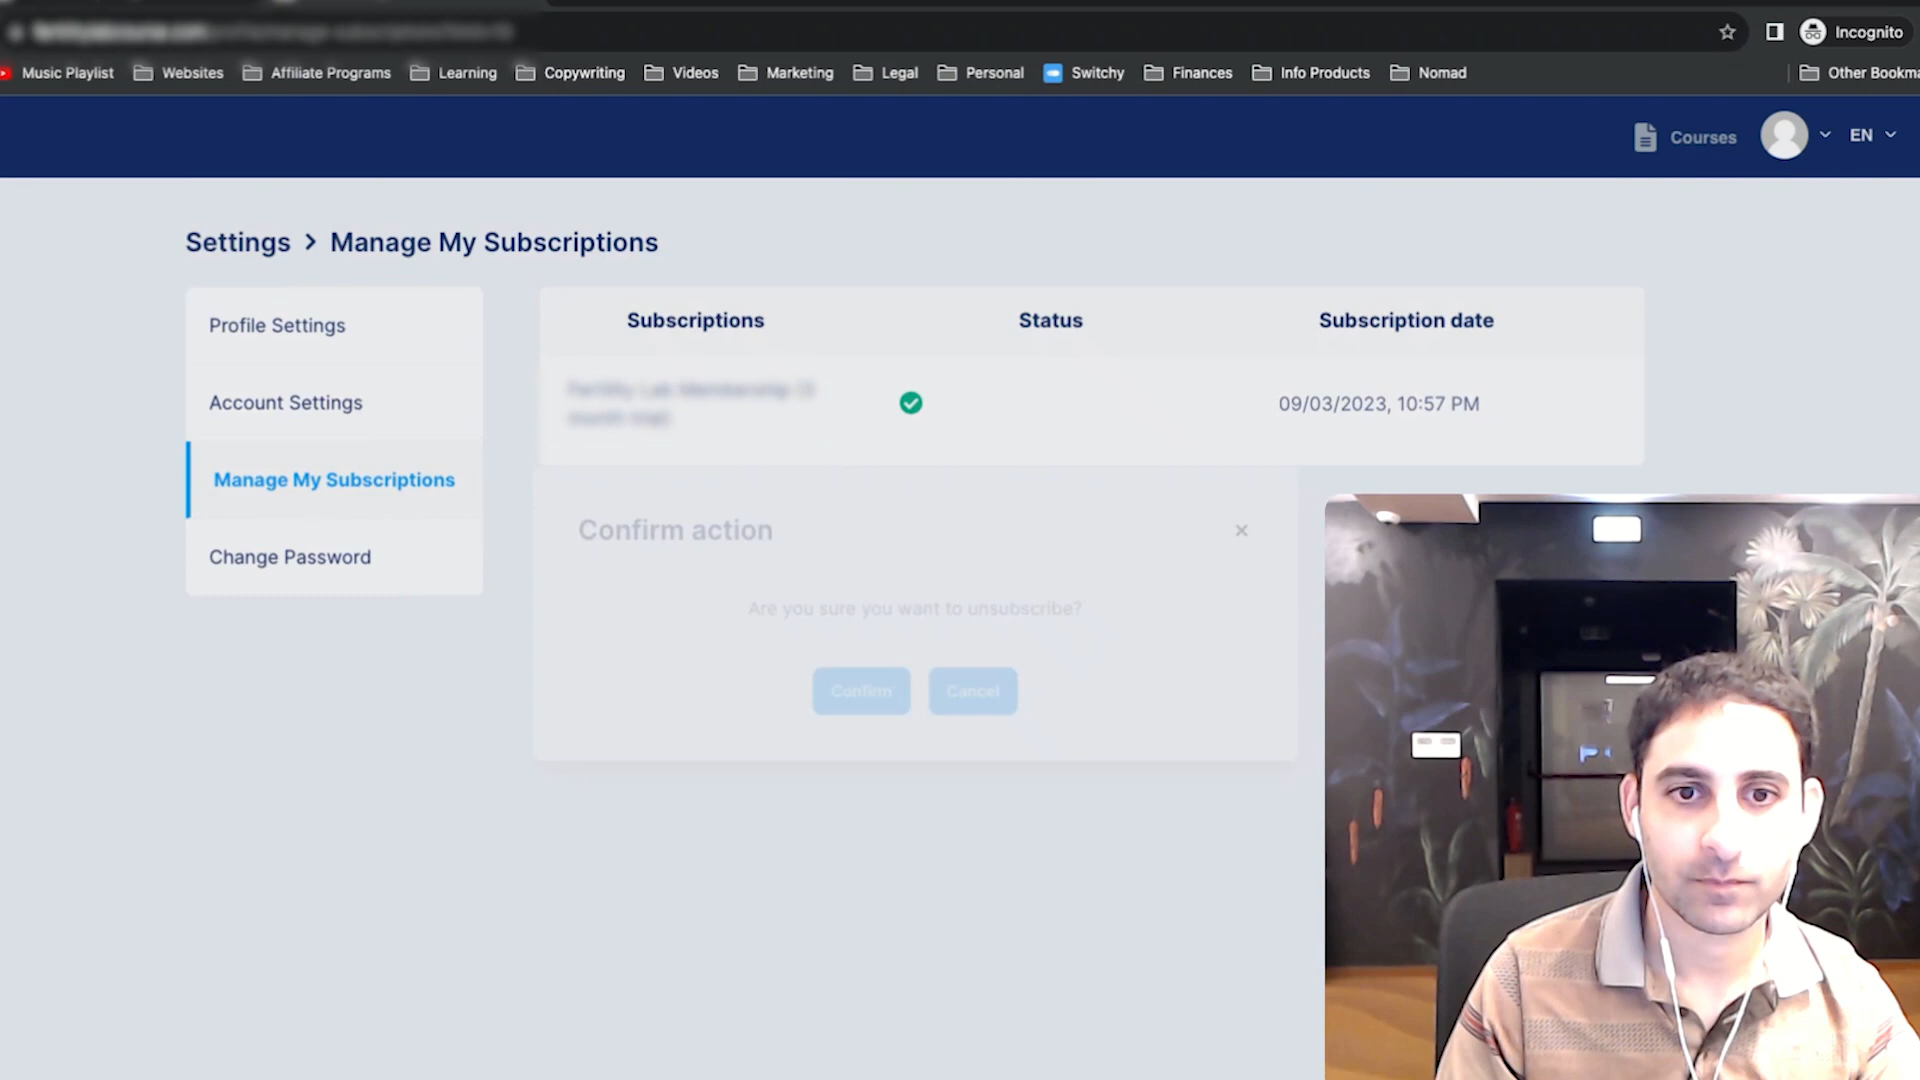 Incognito
Music Playlist Websites Affiliate Programs Learning Copywriting Videos Marketing Legal Personal Switchy Finances Info Products Nomad Other Bookma
Courses EN
Settings > Manage My Subscriptions
Profile Settings
Account Settings
Manage My Subscriptions
Change Password
Subscriptions Status Subscription date
09/03/2023, 10:57 PM
Confirm action ×
Are you sure you want to unsubscribe?
Confirm Cancel